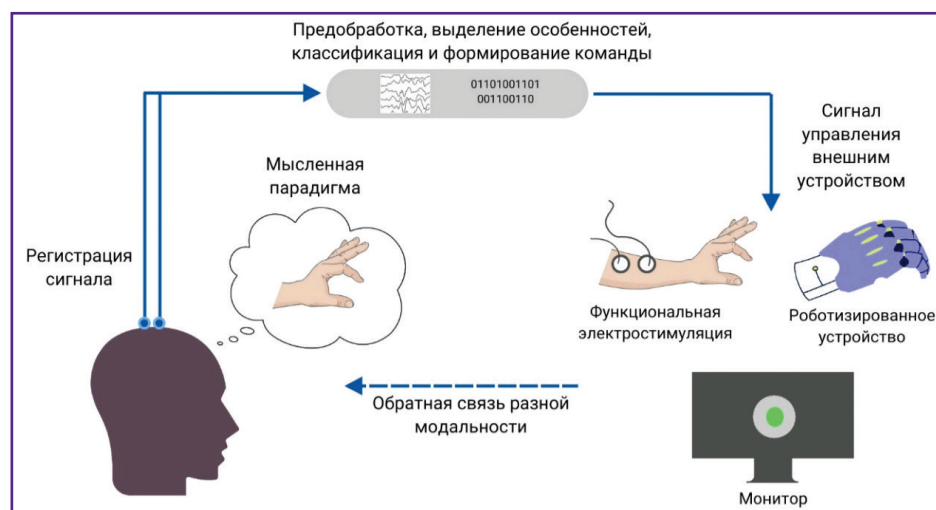 Предобработка, выделение особенностей,
классификация и формирование команды
01101001101
001100110
Сигнал
управления
внешним
устройством
Мысленная
парадигма
Регистрация
сигнала
Функциональная
электростимуляция
Роботизированное
устройство
Обратная связь разной
модальности
Монитор